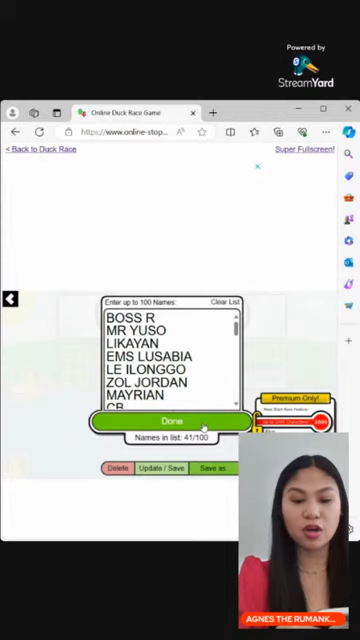 Powered by
StreamYard
Online Duck Race Game
https://www.online-stop...
< Back to Duck Race
Super Fullscreen!
Enter up to 100 Names:
Clear List
BOSS R
MR YUSO
LIKAYAN
EMS LUSABIA
LE ILONGGO
ZOL JORDAN
MAYRIAN
CB
Done
Names in list: 41/100
Delete
Update / Save
Save as
Premium Only!
1000
AGNES THE RUMANK...